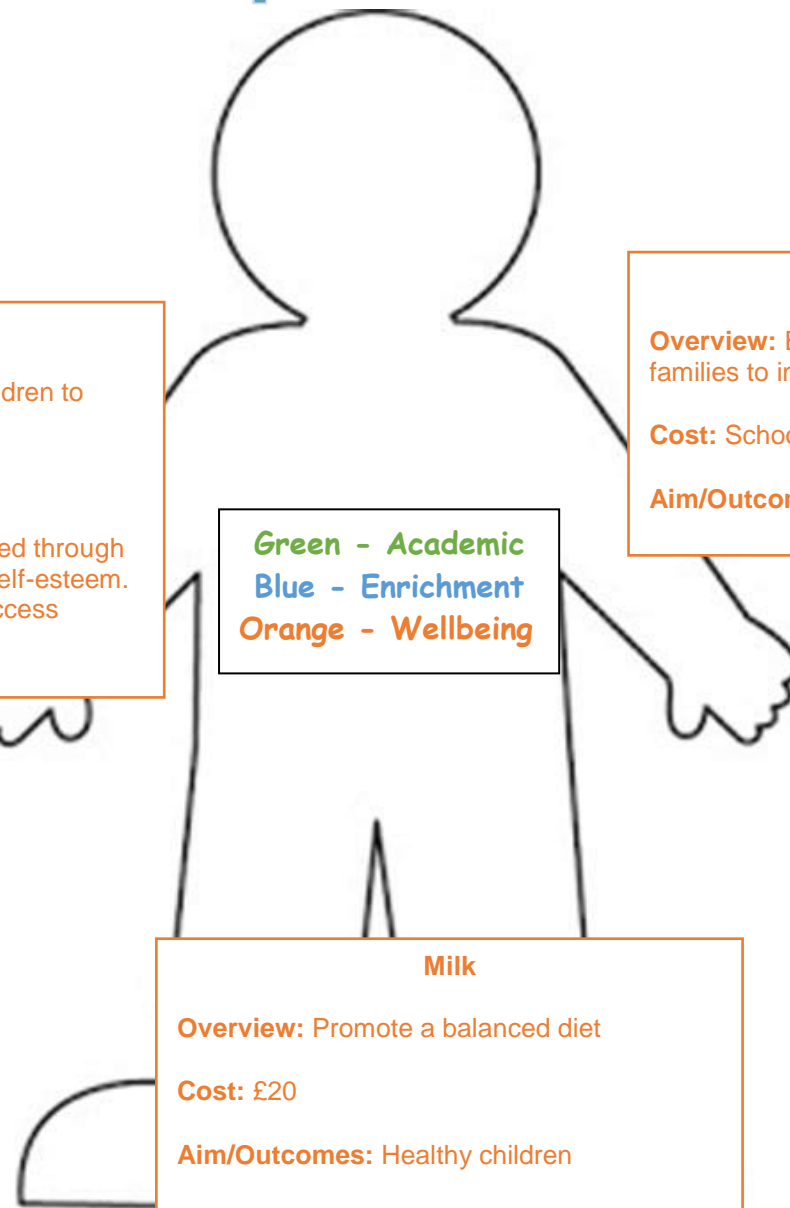 dren to
ed through
elf-esteem.
ccess
Overview:
families to i
Cost: Schoo
Aim/Outco
Green - Academic
Blue - Enrichment
Orange - Wellbeing
Milk
Overview: Promote a balanced diet
Cost: £20
Aim/Outcomes: Healthy children